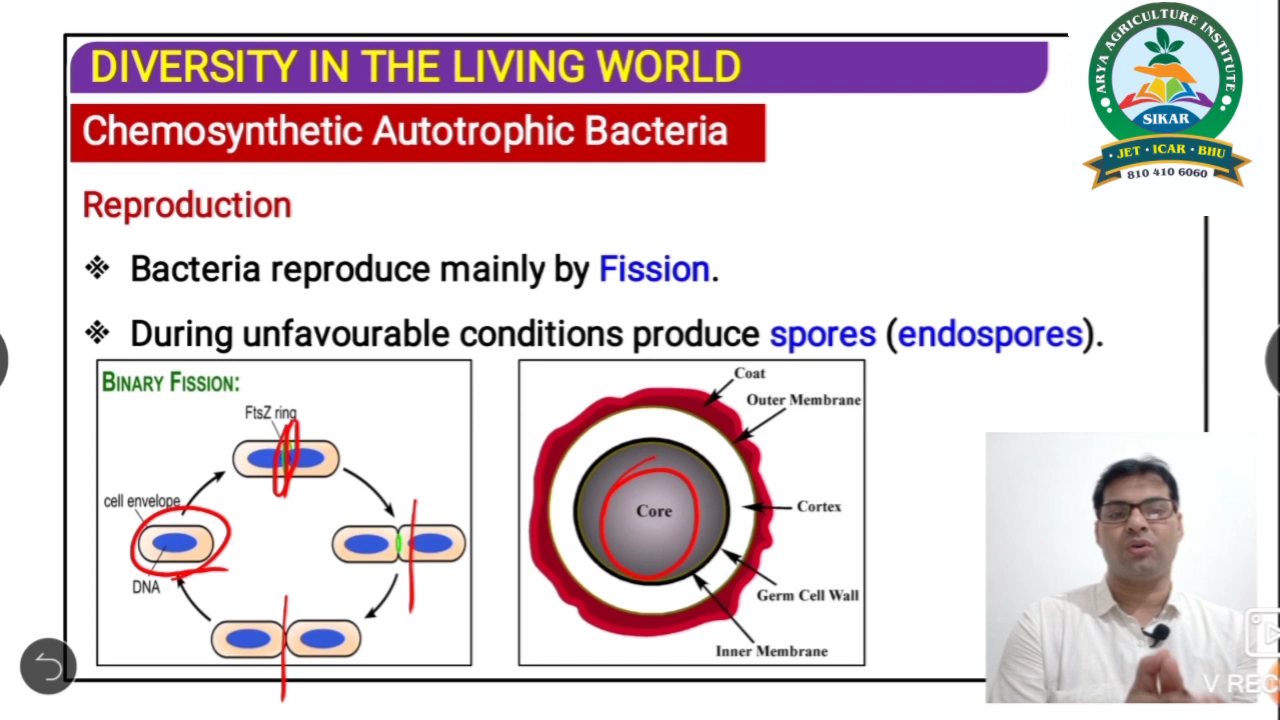 DIVERSITY IN THE LIVING WORLD
ARYA AGRICULTURE INSTITUTE
SIKAR
• JET • ICAR • BHU
810 410 6060
Chemosynthetic Autotrophic Bacteria
Reproduction
❖ Bacteria reproduce mainly by Fission.
❖ During unfavourable conditions produce spores (endospores).
BINARY FISSION:
FtsZ ring
cell envelope
DNA
Coat
Outer Membrane
Core
Cortex
Germ Cell Wall
Inner Membrane
V REC